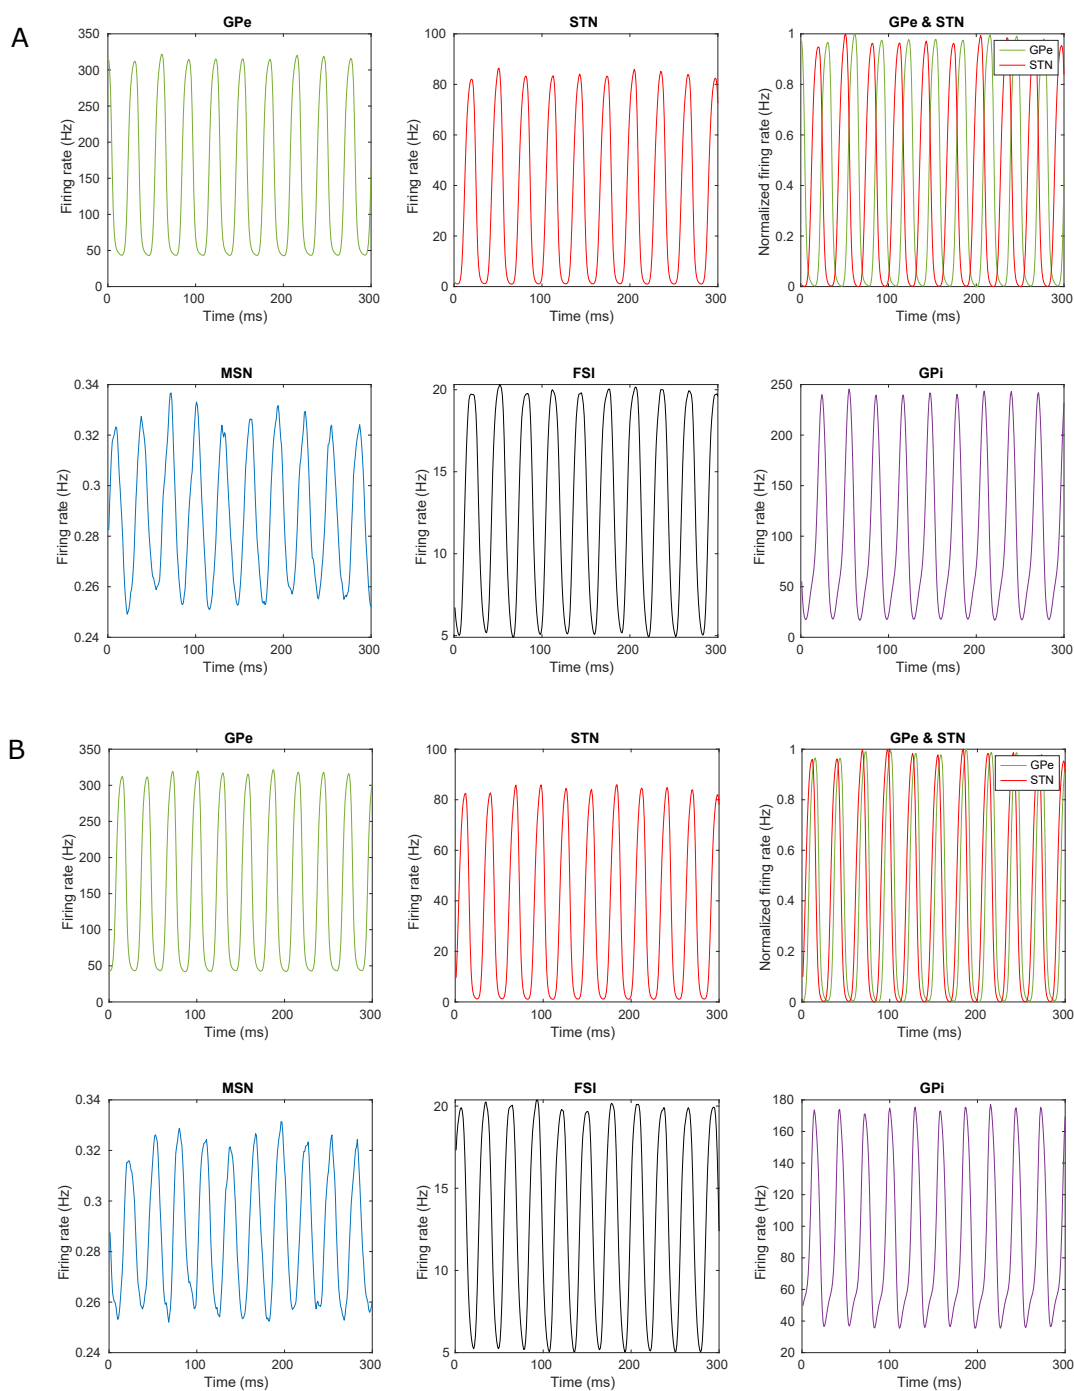 A
GPe
STN
GPe & STN
350
300
250
200
150
100
50
0
Firing rate (Hz)
0 100 200 300
Time (ms)
100
80
60
40
20
0
Firing rate (Hz)
0 100 200 300
Time (ms)
1
0.8
0.6
0.4
0.2
0
Normalized firing rate (Hz)
GPe
STN
0 100 200 300
Time (ms)
MSN
FSI
GPi
0.34
0.32
0.3
0.28
0.26
0.24
Firing rate (Hz)
0 100 200 300
Time (ms)
20
15
10
5
Firing rate (Hz)
0 100 200 300
Time (ms)
250
200
150
100
50
0
Firing rate (Hz)
0 100 200 300
Time (ms)
B
GPe
STN
GPe & STN
350
300
250
200
150
100
50
0
Firing rate (Hz)
0 100 200 300
Time (ms)
100
80
60
40
20
0
Firing rate (Hz)
0 100 200 300
Time (ms)
1
0.8
0.6
0.4
0.2
0
Normalized firing rate (Hz)
GPe
STN
0 100 200 300
Time (ms)
MSN
FSI
GPi
0.34
0.32
0.3
0.28
0.26
0.24
Firing rate (Hz)
0 100 200 300
Time (ms)
20
15
10
5
Firing rate (Hz)
0 100 200 300
Time (ms)
180
160
140
120
100
80
60
40
20
Firing rate (Hz)
0 100 200 300
Time (ms)